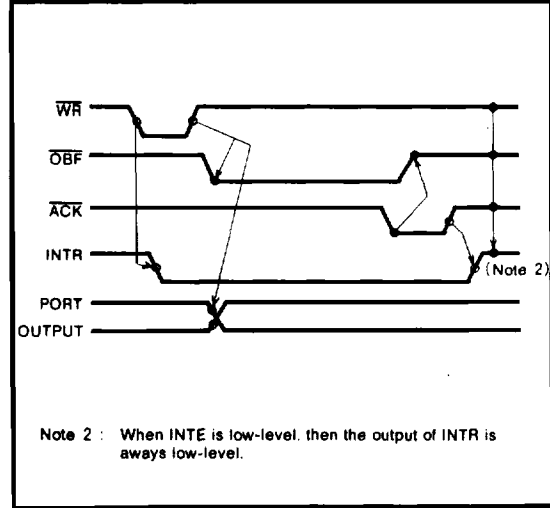 WR
OBF
ACK
INTR
(Note 2)
PORT
OUTPUT
Note 2 : When INTE is low-level. then the output of INTR is
aways low-level.